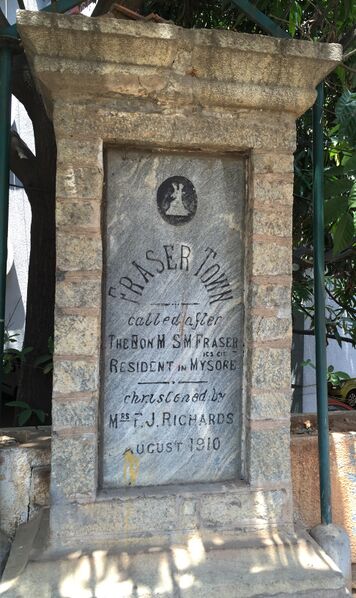 FRASER TOWN
called after
THE HON M. S. M. FRASER
ICS CIE
RESIDENT IN MYSORE
christened by
MRS F. J. RICHARDS
AUGUST 1910